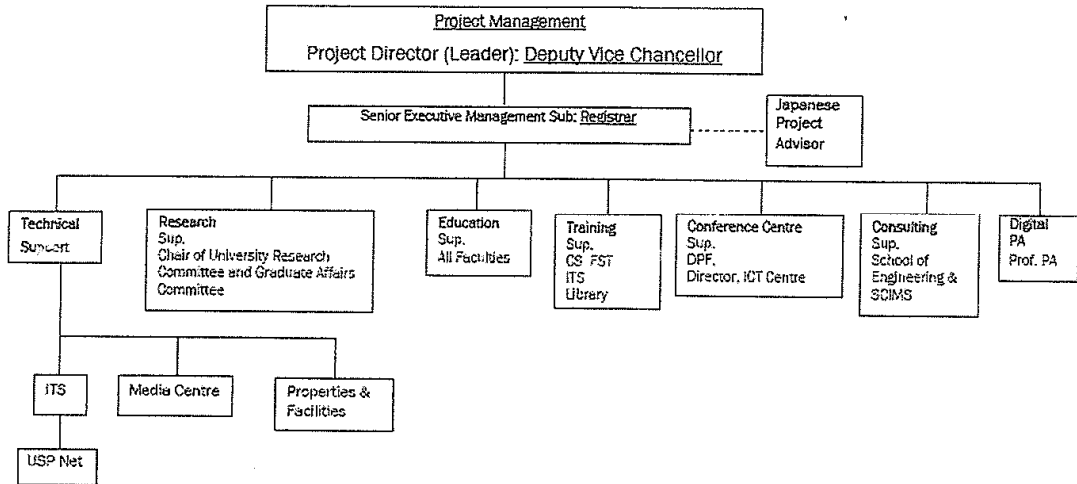 Project Management
Project Director (Leader): Deputy Vice Chancellor
Senior Executive Management Sub: Registrar
Japanese
Project
Advisor
Technical
Support
Research
Sup.
Chair of University Research
Committee and Graduate Affairs
Committee
Education
Sup.
All Faculties
Training
Sup.
CS FST
ITS
Library
Conference Centre
Sup.
DPF,
Director, ICT Centre
Consulting
Sup.
School of
Engineering &
SCIMS
Digital
PA
Prof. PA
ITS
Media Centre
Properties &
Facilities
USP Net